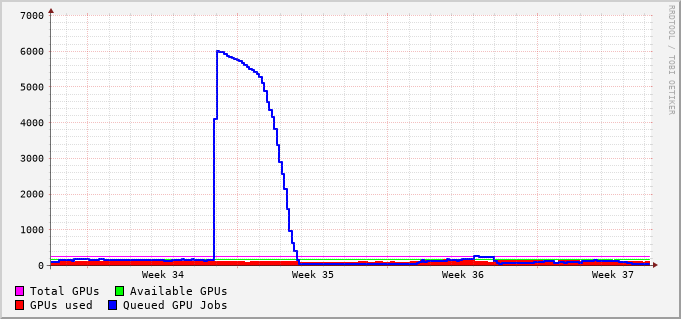 7000
6000
5000
4000
3000
2000
1000
0
Week 34 Week 35 Week 36 Week 37
Total GPUs Available GPUs
GPUs used Queued GPU Jobs
RRDTOOL / TOBI OETIKER